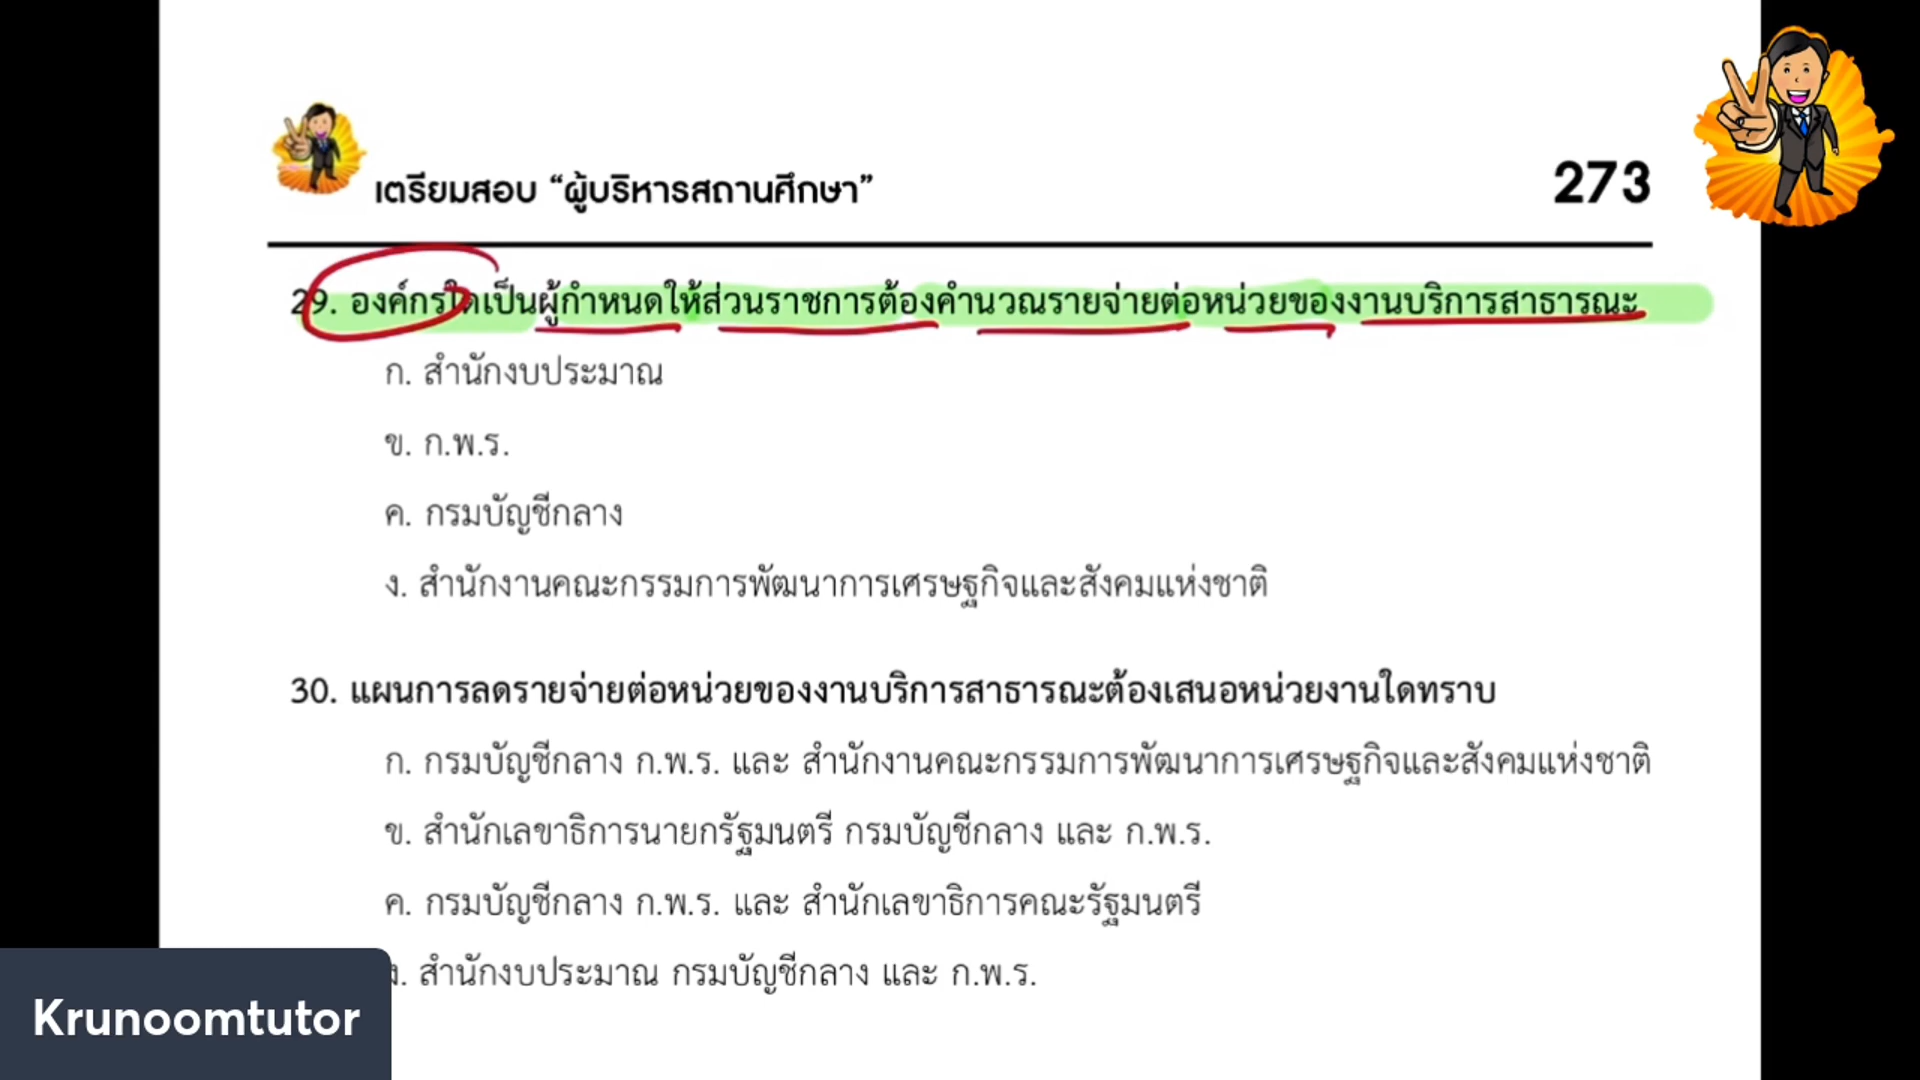 เตรียมสอบ “ผู้บริหารสถานศึกษา”
273
29. องค์กรใดเป็นผู้กำหนดให้ส่วนราชการต้องคำนวณรายจ่ายต่อหน่วยของงานบริการสาธารณะ
ก. สำนักงบประมาณ
ข. ก.พ.ร.
ค. กรมบัญชีกลาง
ง. สำนักงานคณะกรรมการพัฒนาการเศรษฐกิจและสังคมแห่งชาติ
30. แผนการลดรายจ่ายต่อหน่วยของงานบริการสาธารณะต้องเสนอหน่วยงานใดทราบ
ก. กรมบัญชีกลาง ก.พ.ร. และ สำนักงานคณะกรรมการพัฒนาการเศรษฐกิจและสังคมแห่งชาติ
ข. สำนักเลขาธิการนายกรัฐมนตรี กรมบัญชีกลาง และ ก.พ.ร.
ค. กรมบัญชีกลาง ก.พ.ร. และ สำนักเลขาธิการคณะรัฐมนตรี
ง. สำนักงบประมาณ กรมบัญชีกลาง และ ก.พ.ร.
Krunoomtutor